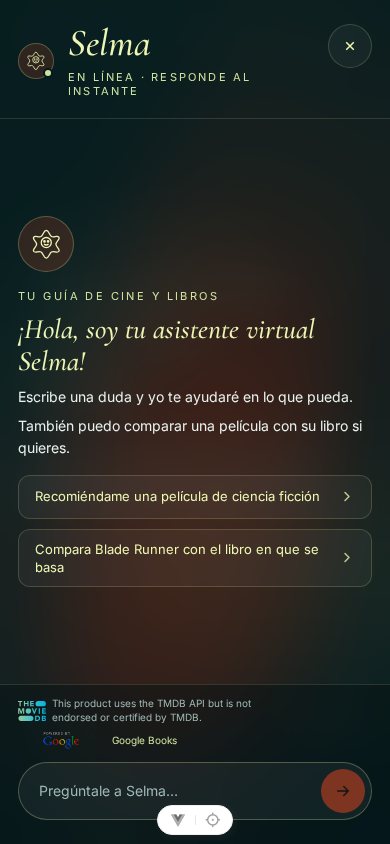 Selma
EN LÍNEA · RESPONDE AL
INSTANTE
TU GUÍA DE CINE Y LIBROS
¡Hola, soy tu asistente virtual
Selma!
Escribe una duda y yo te ayudaré en lo que pueda.
También puedo comparar una película con su libro si
quieres.
Recomiéndame una película de ciencia ficción
Compara Blade Runner con el libro en que se
basa
THE
MOVIE
DB
This product uses the TMDB API but is not
endorsed or certified by TMDB.
POWERED BY
Google
Google Books
Pregúntale a Selma...